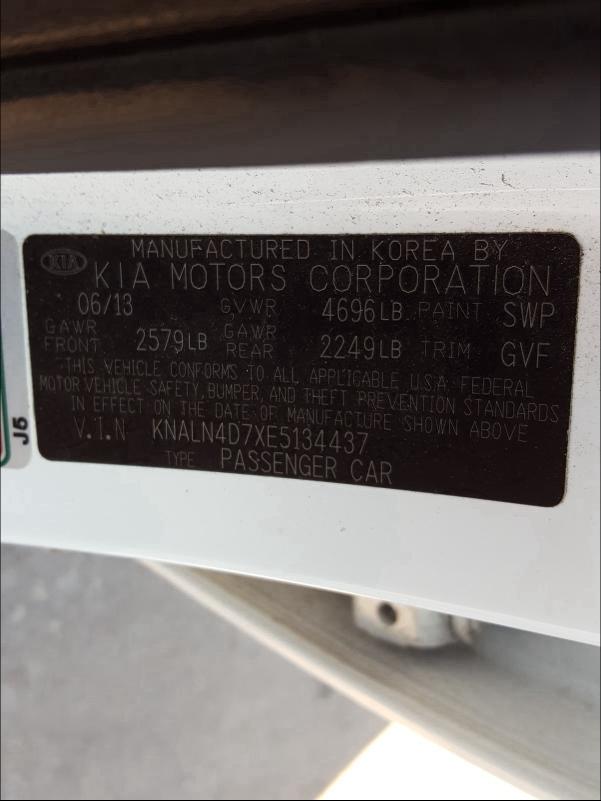 MANUFACTURED IN KOREA BY
KIA
KIA MOTORS CORPORATION
06/13 GVWR 4696LB PAINT SWP
GAWR FRONT 2579LB GAWR REAR 2249LB TRIM GVF
THIS VEHICLE CONFORMS TO ALL APPLICABLE U.S.A. FEDERAL
MOTOR VEHICLE SAFETY, BUMPER, AND THEFT PREVENTION STANDARDS
IN EFFECT ON THE DATE OF MANUFACTURE SHOWN ABOVE
V.I.N KNALN4D7XE5134437
TYPE PASSENGER CAR
J5